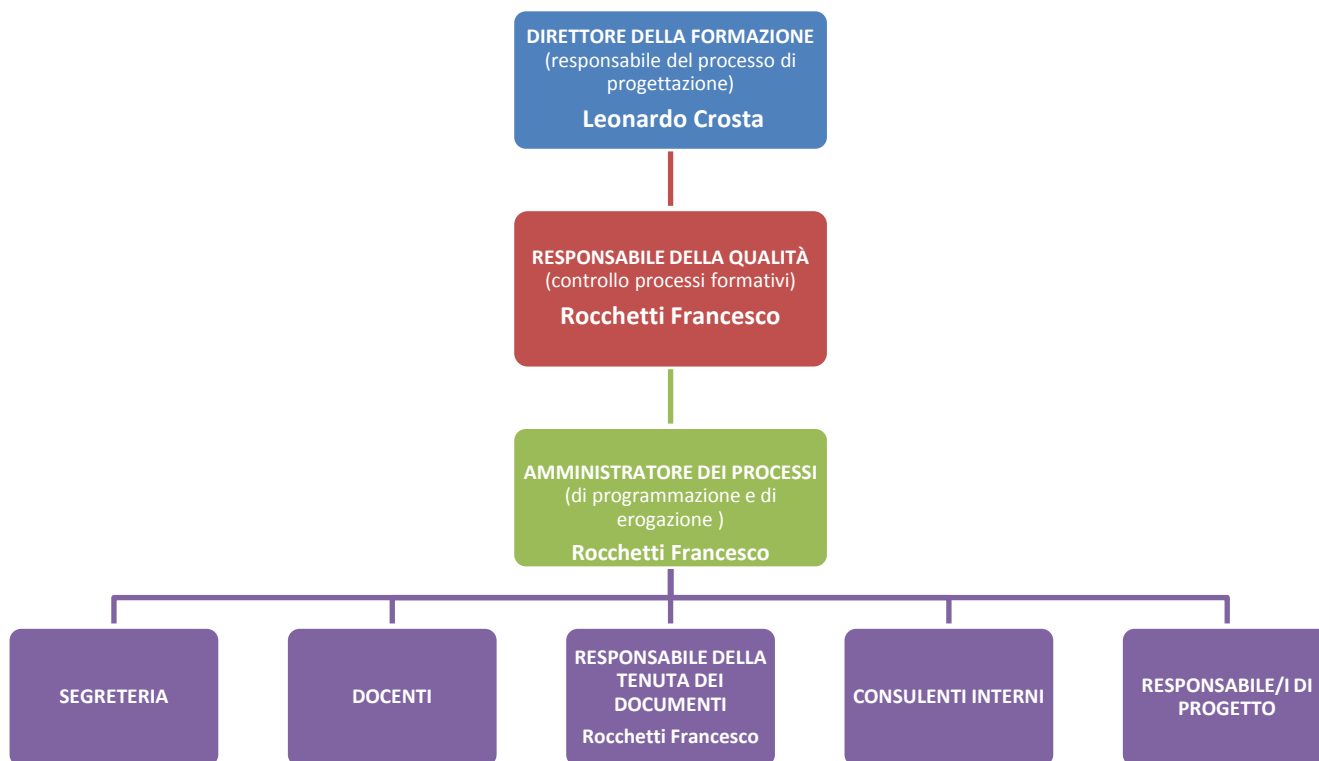 DIRETTORE DELLA FORMAZIONE
(responsabile del processo di
progettazione)
Leonardo Crosta
RESPONSABILE DELLA QUALITÀ
(controllo processi formativi)
Rocchetti Francesco
AMMINISTRATORE DEI PROCESSI
(di programmazione e di
erogazione )
Rocchetti Francesco
SEGRETERIA
DOCENTI
RESPONSABILE DELLA
TENUTA DEI
DOCUMENTI
Rocchetti Francesco
CONSULENTI INTERNI
RESPONSABILE/I DI
PROGETTO